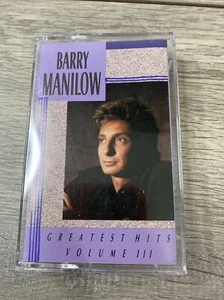 BARRY
MANILOW
GREATEST HITS
VOLUME III